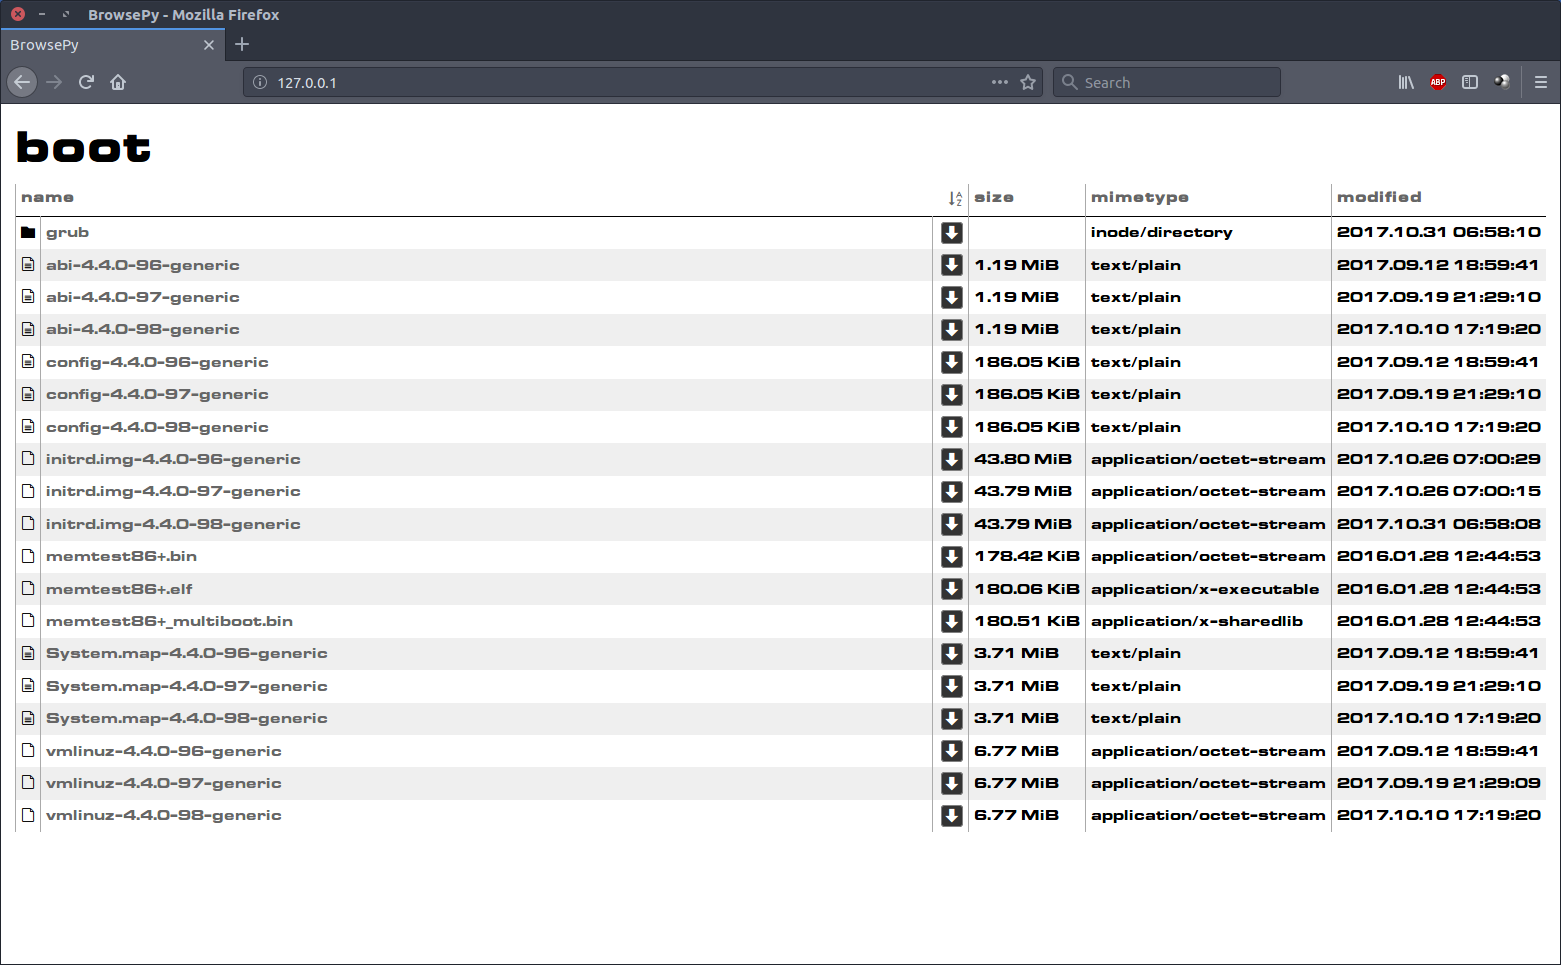 BrowsePy - Mozilla Firefox
BrowsePy
127.0.0.1 Search ABP
boot
name AZ size mimetype modified
grub inode/directory 2017.10.31 06:58:10
abi-4.4.0-96-generic 1.19 MiB text/plain 2017.09.12 18:59:41
abi-4.4.0-97-generic 1.19 MiB text/plain 2017.09.19 21:29:10
abi-4.4.0-98-generic 1.19 MiB text/plain 2017.10.10 17:19:20
config-4.4.0-96-generic 186.05 KiB text/plain 2017.09.12 18:59:41
config-4.4.0-97-generic 186.05 KiB text/plain 2017.09.19 21:29:10
config-4.4.0-98-generic 186.05 KiB text/plain 2017.10.10 17:19:20
initrd.img-4.4.0-96-generic 43.80 MiB application/octet-stream 2017.10.26 07:00:29
initrd.img-4.4.0-97-generic 43.79 MiB application/octet-stream 2017.10.26 07:00:15
initrd.img-4.4.0-98-generic 43.79 MiB application/octet-stream 2017.10.31 06:58:08
memtest86+.bin 178.42 KiB application/octet-stream 2016.01.28 12:44:53
memtest86+.elf 180.06 KiB application/x-executable 2016.01.28 12:44:53
memtest86+_multiboot.bin 180.51 KiB application/x-sharedlib 2016.01.28 12:44:53
System.map-4.4.0-96-generic 3.71 MiB text/plain 2017.09.12 18:59:41
System.map-4.4.0-97-generic 3.71 MiB text/plain 2017.09.19 21:29:10
System.map-4.4.0-98-generic 3.71 MiB text/plain 2017.10.10 17:19:20
vmlinuz-4.4.0-96-generic 6.77 MiB application/octet-stream 2017.09.12 18:59:41
vmlinuz-4.4.0-97-generic 6.77 MiB application/octet-stream 2017.09.19 21:29:09
vmlinuz-4.4.0-98-generic 6.77 MiB application/octet-stream 2017.10.10 17:19:20